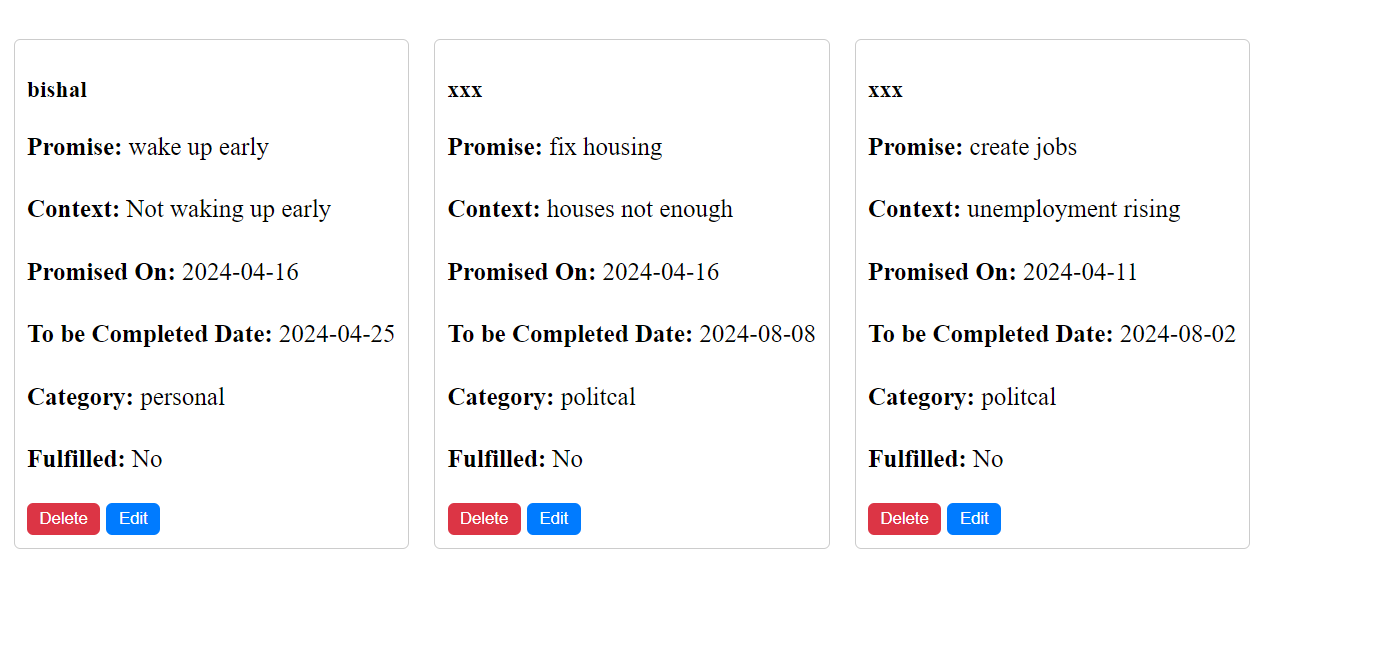 bishal
Promise: wake up early
Context: Not waking up early
Promised On: 2024-04-16
To be Completed Date: 2024-04-25
Category: personal
Fulfilled: No
Delete Edit
xxx
Promise: fix housing
Context: houses not enough
Promised On: 2024-04-16
To be Completed Date: 2024-08-08
Category: politcal
Fulfilled: No
Delete Edit
xxx
Promise: create jobs
Context: unemployment rising
Promised On: 2024-04-11
To be Completed Date: 2024-08-02
Category: politcal
Fulfilled: No
Delete Edit